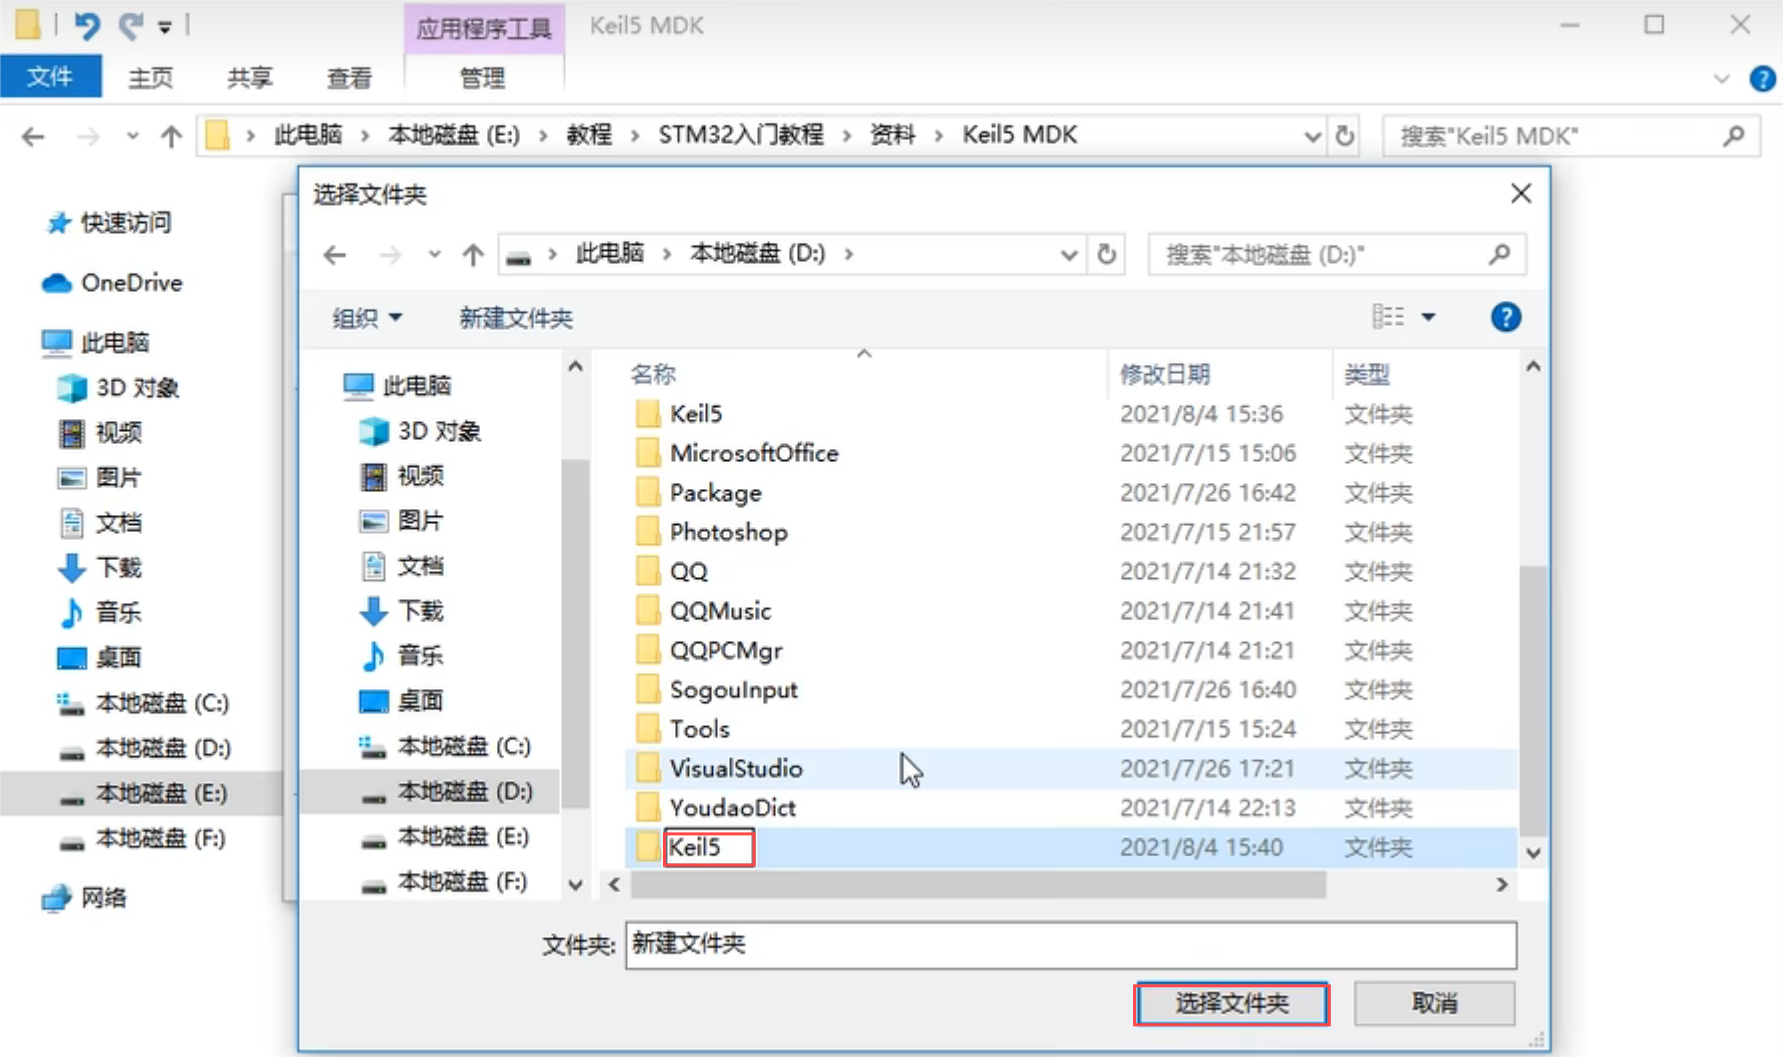 应用程序工具 Keil5 MDK
文件 主页 共享 查看 管理
此电脑 本地磁盘 (E:) 教程 STM32入门教程 资料 Keil5 MDK 搜索"Keil5 MDK"
快速访问
OneDrive
此电脑
3D 对象
视频
图片
文档
下载
音乐
桌面
本地磁盘 (C:)
本地磁盘 (D:)
本地磁盘 (E:)
本地磁盘 (F:)
网络
选择文件夹
此电脑 本地磁盘 (D:) 搜索"本地磁盘 (D:)"
组织 新建文件夹
此电脑
3D 对象
视频
图片
文档
下载
音乐
桌面
本地磁盘 (C:)
本地磁盘 (D:)
本地磁盘 (E:)
本地磁盘 (F:)
名称 修改日期 类型
Keil5 2021/8/4 15:36 文件夹
MicrosoftOffice 2021/7/15 15:06 文件夹
Package 2021/7/26 16:42 文件夹
Photoshop 2021/7/15 21:57 文件夹
QQ 2021/7/14 21:32 文件夹
QQMusic 2021/7/14 21:41 文件夹
QQPCMgr 2021/7/14 21:21 文件夹
SogouInput 2021/7/26 16:40 文件夹
Tools 2021/7/15 15:24 文件夹
VisualStudio 2021/7/26 17:21 文件夹
YoudaoDict 2021/7/14 22:13 文件夹
Keil5 2021/8/4 15:40 文件夹
文件夹: 新建文件夹
选择文件夹 取消